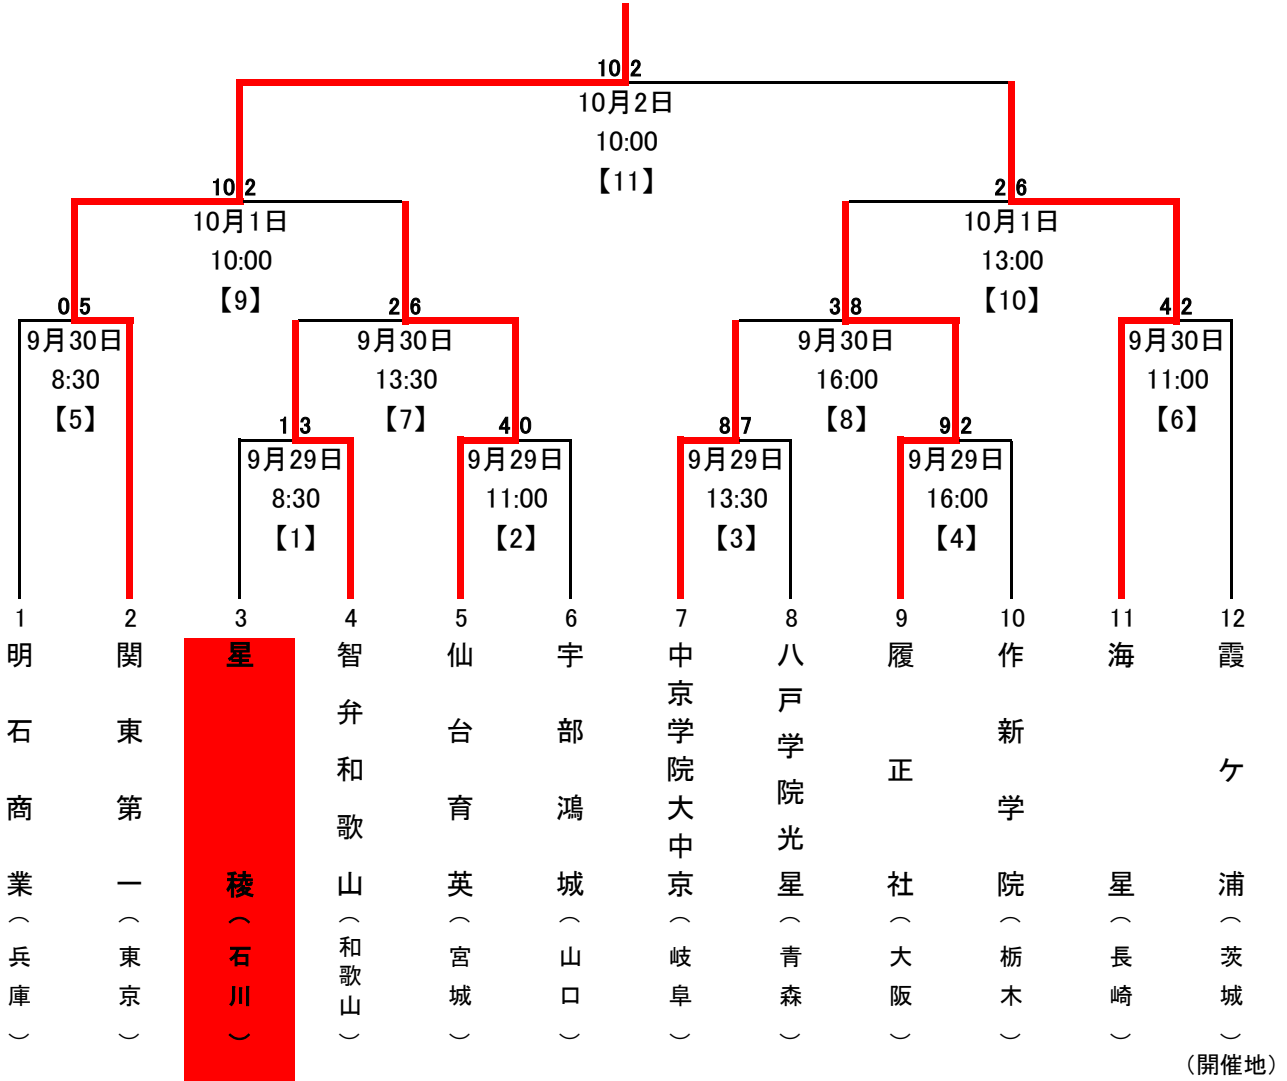 10 2
10月2日
10:00
【11】
10 2
10月1日
10:00
【9】
2 6
10月1日
13:00
【10】
0 5
9月30日
8:30
【5】
2 6
9月30日
13:30
【7】
3 8
9月30日
16:00
【8】
4 2
9月30日
11:00
【6】
1 3
9月29日
8:30
【1】
4 0
9月29日
11:00
【2】
8 7
9月29日
13:30
【3】
9 2
9月29日
16:00
【4】
1
明石商業（兵庫）
2
関東第一（東京）
3
星稜（石川）
4
智弁和歌山（和歌山）
5
仙台育英（宮城）
6
宇部鴻城（山口）
7
中京学院大中京（岐阜）
8
八戸学院光星（青森）
9
履正社（大阪）
10
作新学院（栃木）
11
海星（長崎）
12
霞ケ浦（茨城）
（開催地）